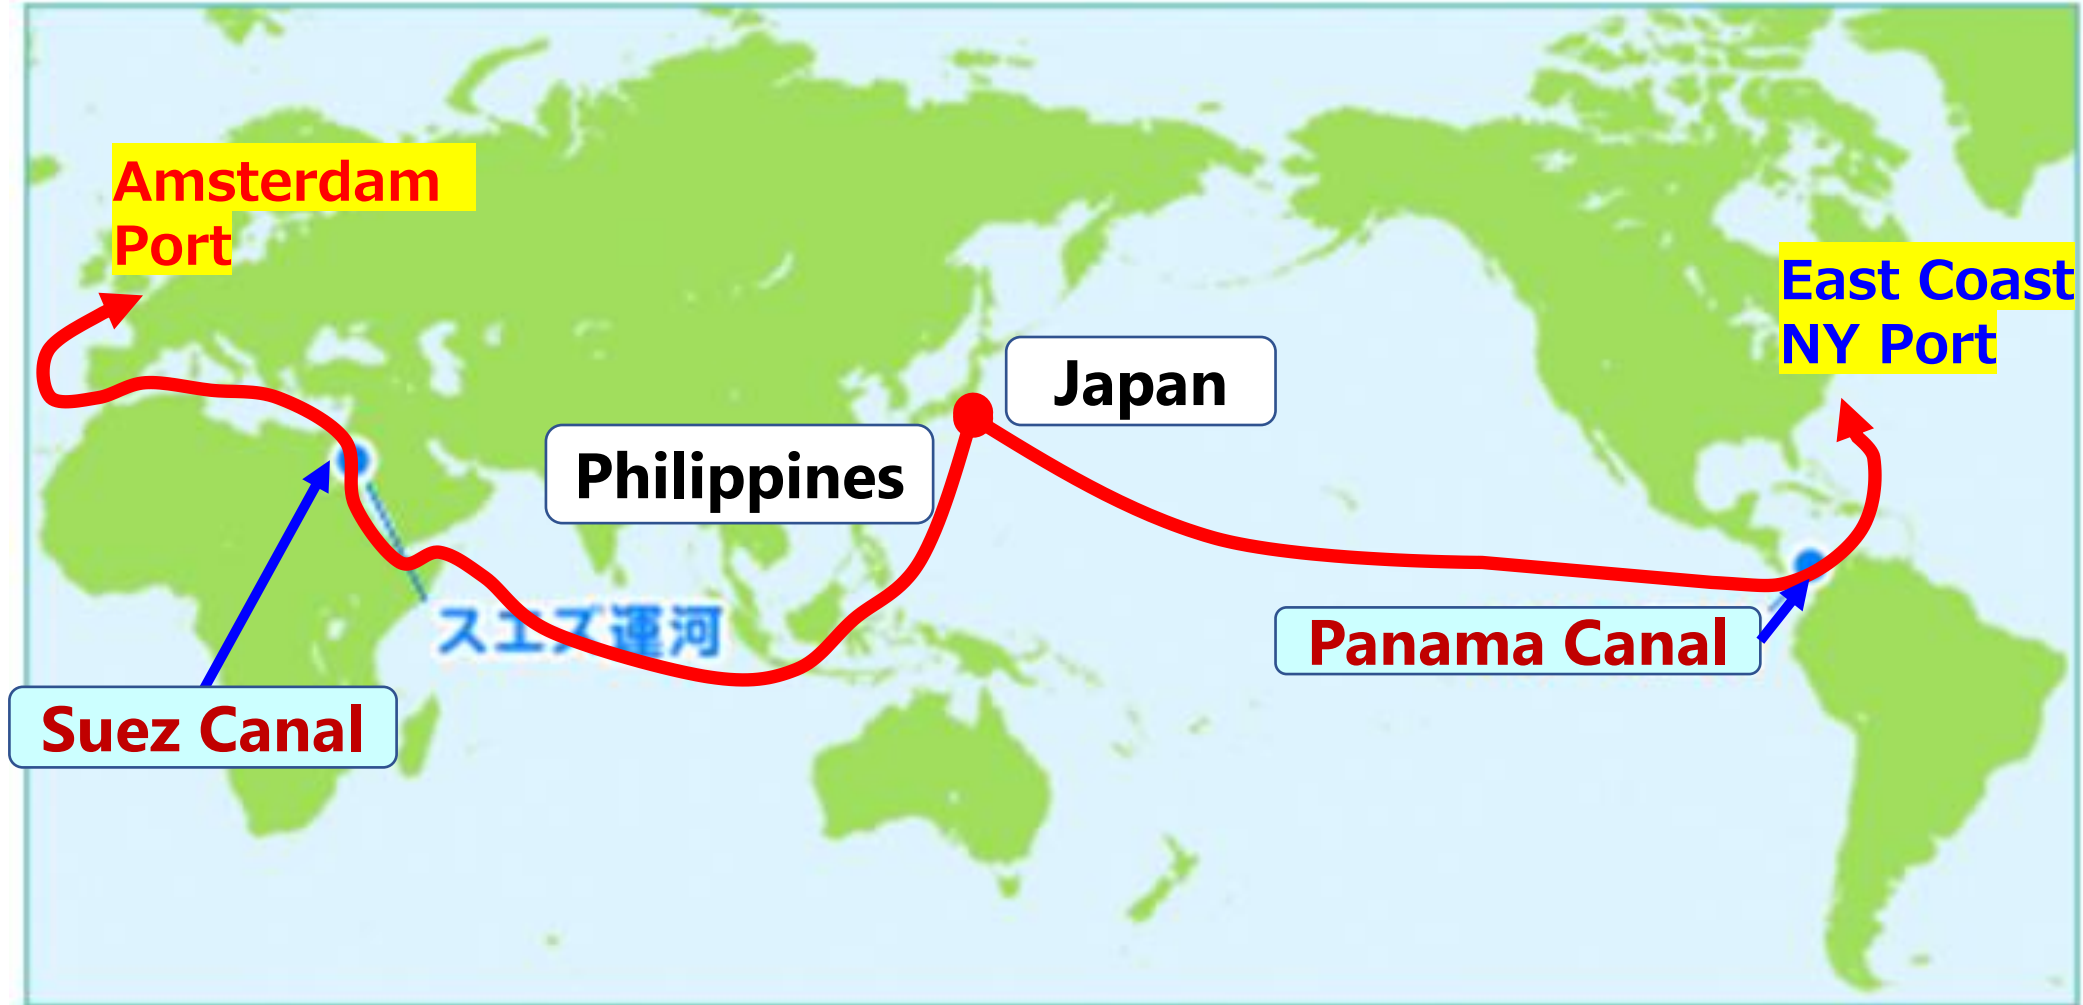 Amsterdam
Port
East Coast
NY Port
Japan
Philippines
スエズ運河
Panama Canal
Suez Canal